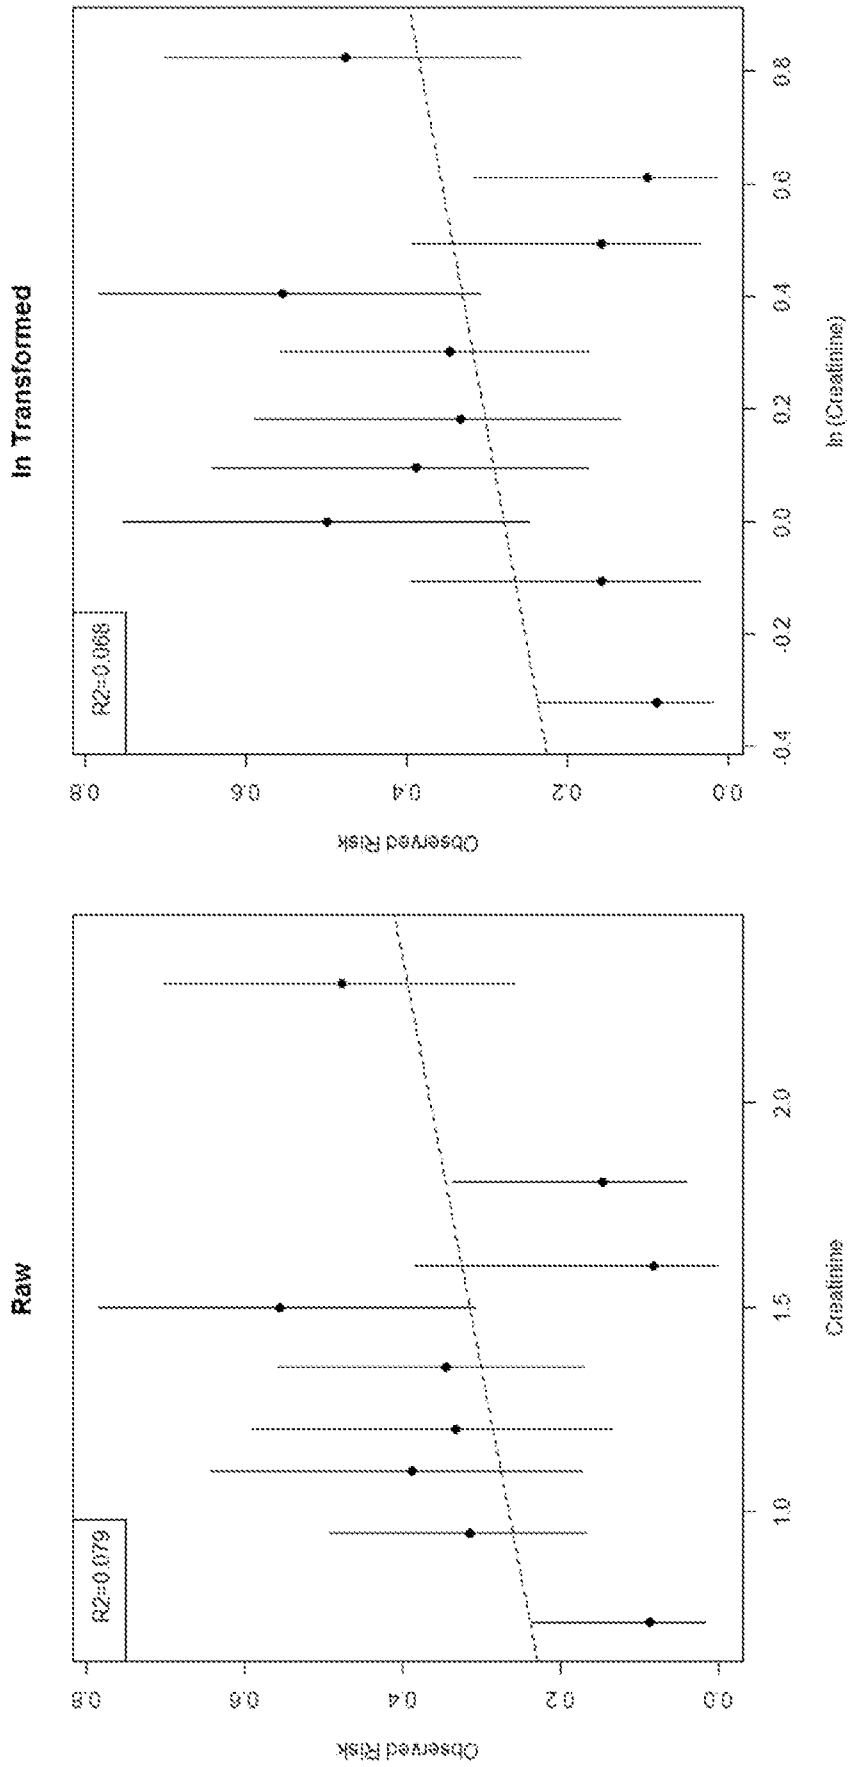 Raw
R2=0.079
Observed Risk
0.8
0.6
0.4
0.2
0.0
1.0
1.5
2.0
Creatinine
ln Transformed
R2=0.068
Observed Risk
0.8
0.6
0.4
0.2
0.0
-0.4
-0.2
0.0
0.2
0.4
0.6
0.8
ln (Creatinine)